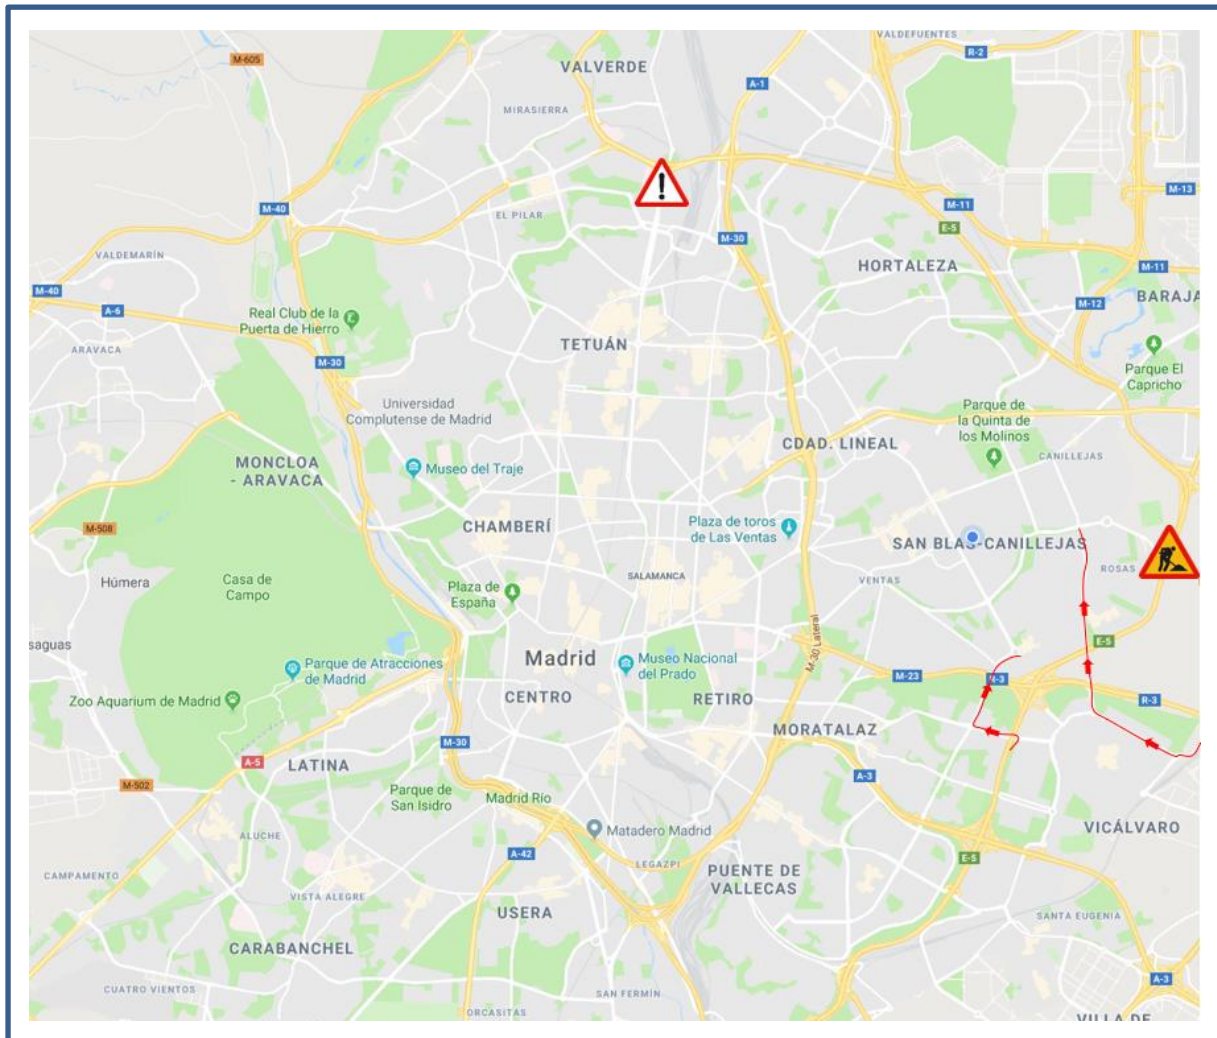 VALDEFUENTES
R-2
M-605
VALVERDE
A-1
MIRASIERRA
M-13
M-40
EL PILAR
M-11
E-5
M-30
VALDEMARÍN
HORTALEZA
M-11
M-40
M-12
BARAJA
A-6
Real Club de la
Puerta de Hierro
TETUÁN
ARAVACA
M-30
Parque El
Capricho
Universidad
Complutense de Madrid
Parque de
la Quinta de
los Molinos
CDAD. LINEAL
CANILLEJAS
MONCLOA
- ARAVACA
Museo del Traje
M-508
CHAMBERÍ
Plaza de toros
de Las Ventas
SAN BLAS-CANILLEJAS
ROSAS
Húmera
Casa de
Campo
SALAMANCA
VENTAS
Plaza de
España
M-30 Lateral
saguas
E-5
Madrid
Parque de Atracciones
de Madrid
Museo Nacional
del Prado
M-23
R-3
Zoo Aquarium de Madrid
CENTRO
RETIRO
R-3
MORATALAZ
M-30
A-5
LATINA
A-3
M-502
Parque de
San Isidro
Madrid Río
VICÁLVARO
ALUCHE
Matadero Madrid
A-42
LEGAZPI
E-5
CAMPAMENTO
PUENTE DE
VALLECAS
VISTA ALEGRE
USERA
SANTA EUGENIA
CARABANCHEL
A-3
CUATRO VIENTOS
SAN FERMÍN
ORCASITAS
VILLA DE